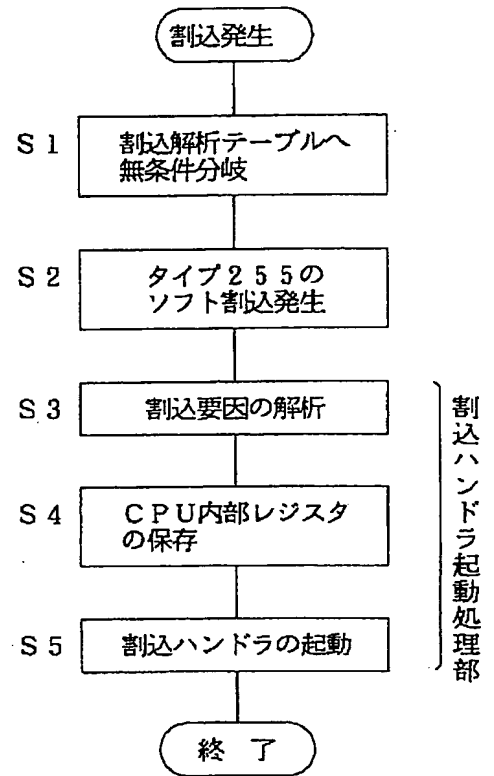 割込発生
S1
割込解析テーブルへ
無条件分岐
S2
タイプ255の
ソフト割込発生
S3
割込要因の解析
S4
CPU内部レジスタ
の保存
S5
割込ハンドラの起動
終了
割込ハンドラ起動処理部